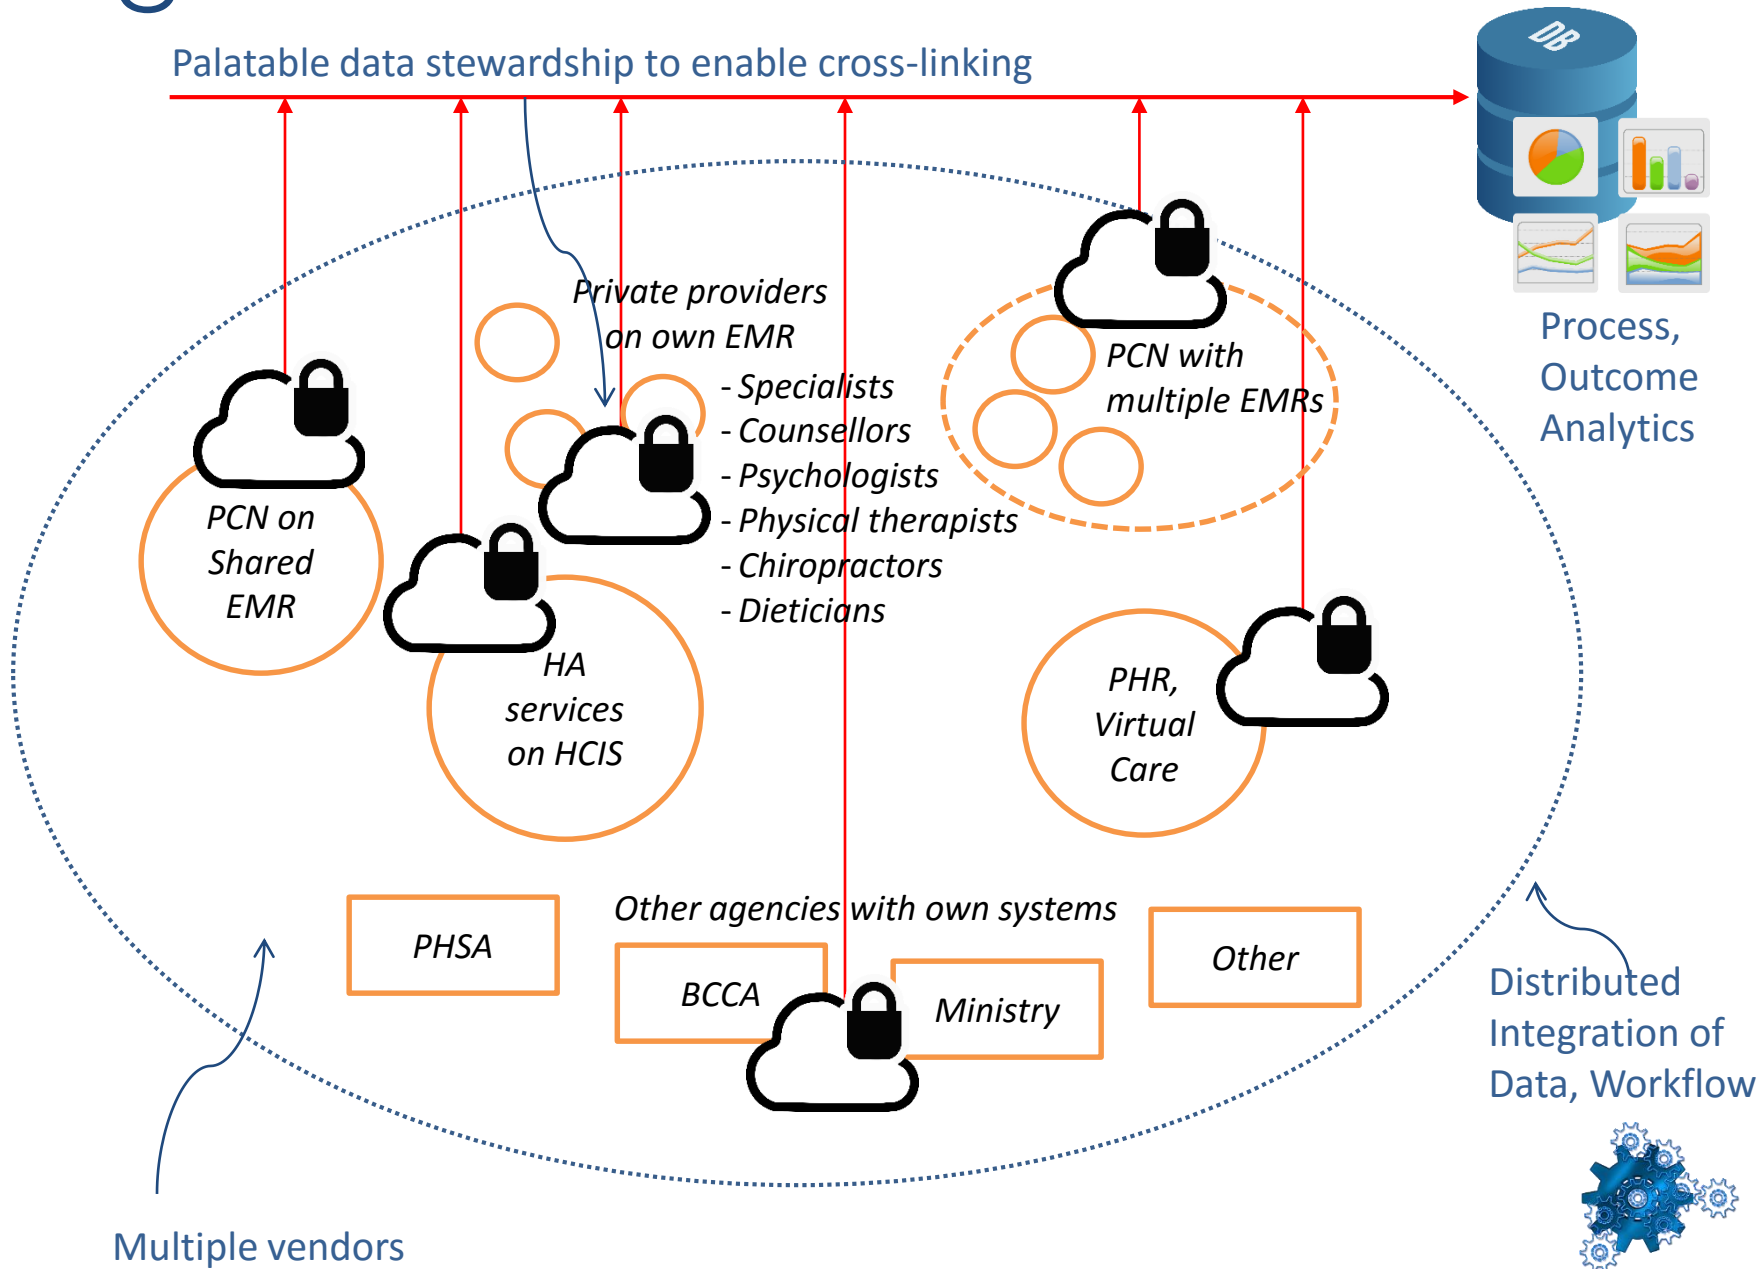 Palatable data stewardship to enable cross-linking
DB
Process,
Outcome
Analytics
Private providers
on own EMR
- Specialists
- Counsellors
- Psychologists
- Physical therapists
- Chiropractors
- Dieticians
PCN with
multiple EMRs
PCN on
Shared
EMR
HA
services
on HCIS
PHR,
Virtual
Care
Other agencies with own systems
PHSA
BCCA
Ministry
Other
Distributed
Integration of
Data, Workflow
Multiple vendors